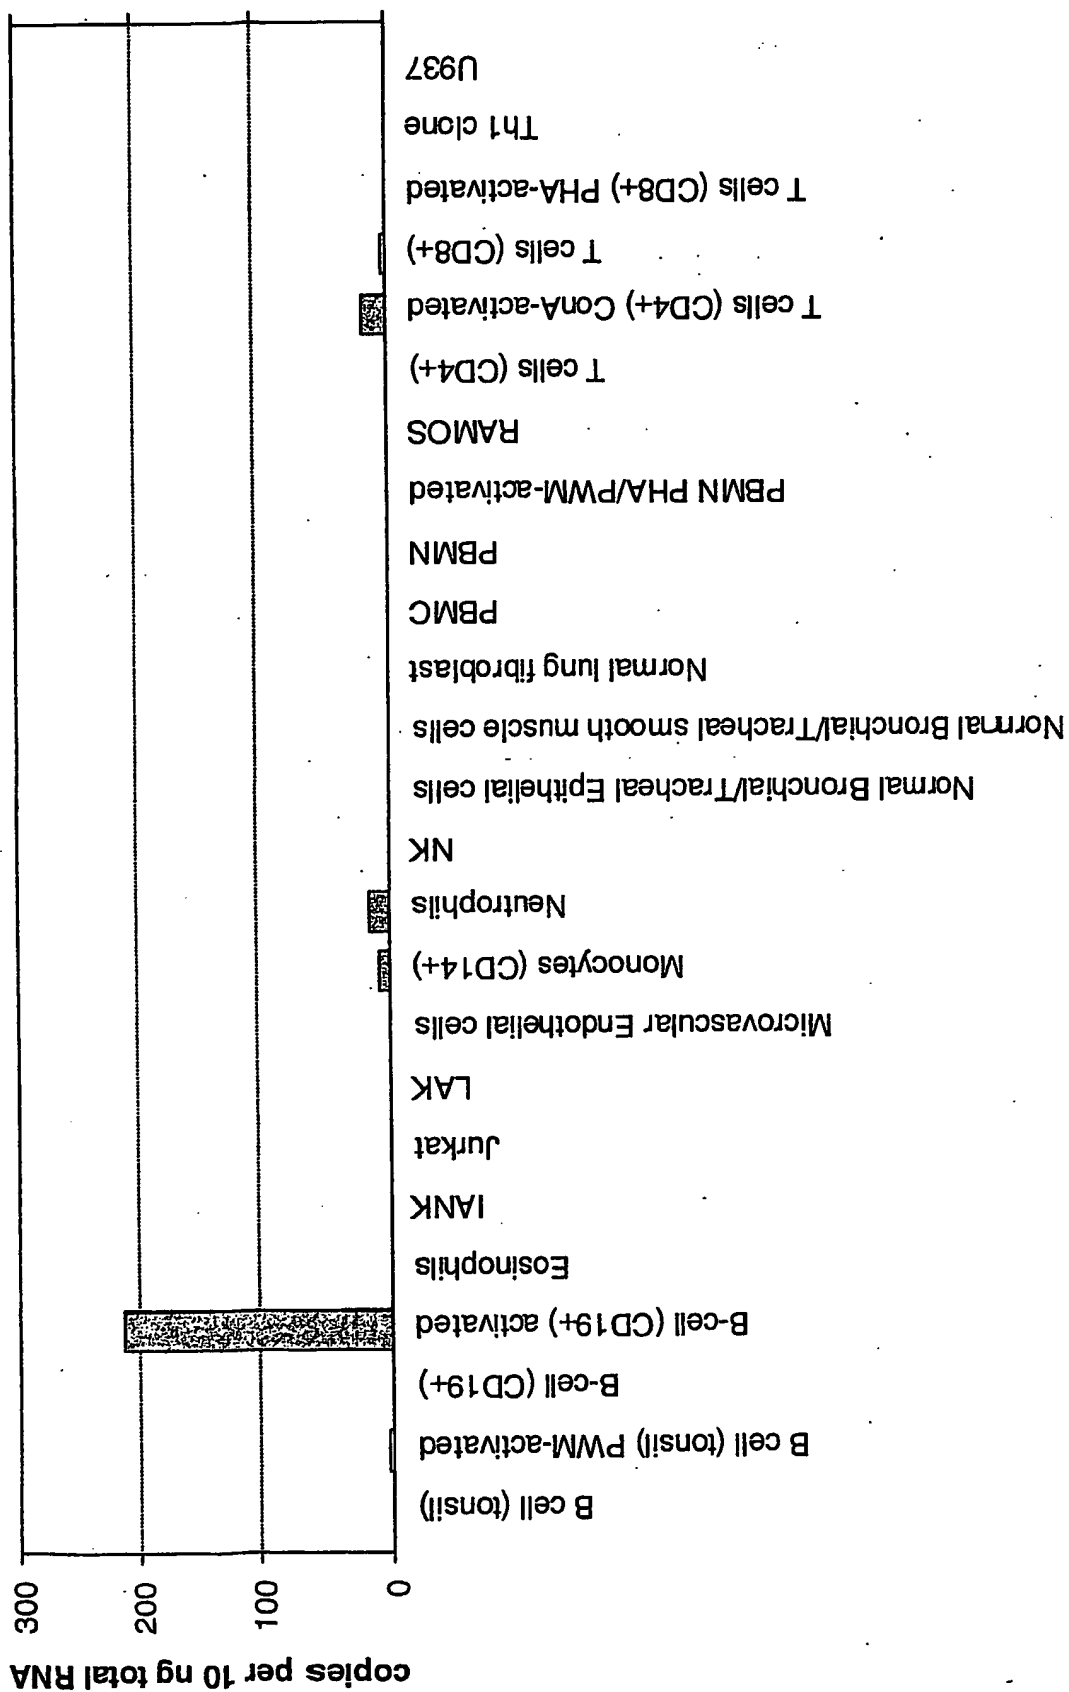 copies per 10 ng total RNA
0
100
200
300
B cell (tonsil)
B cell (tonsil) PWM-activated
B-cell (CD19+)
B-cell (CD19+) activated
Eosinophils
IANK
Jurkat
LAK
Microvascular Endothelial cells
Monocytes (CD14+)
Neutrophils
NK
Normal Bronchial/Tracheal Epithelial cells
Normal Bronchial/Tracheal smooth muscle cells
Normal lung fibroblast
PBMC
PBMN
PBMN PHA/PWM-activated
RAMOS
T cells (CD4+)
T cells (CD4+) ConA-activated
T cells (CD8+)
T cells (CD8+) PHA-activated
Th1 clone
U937